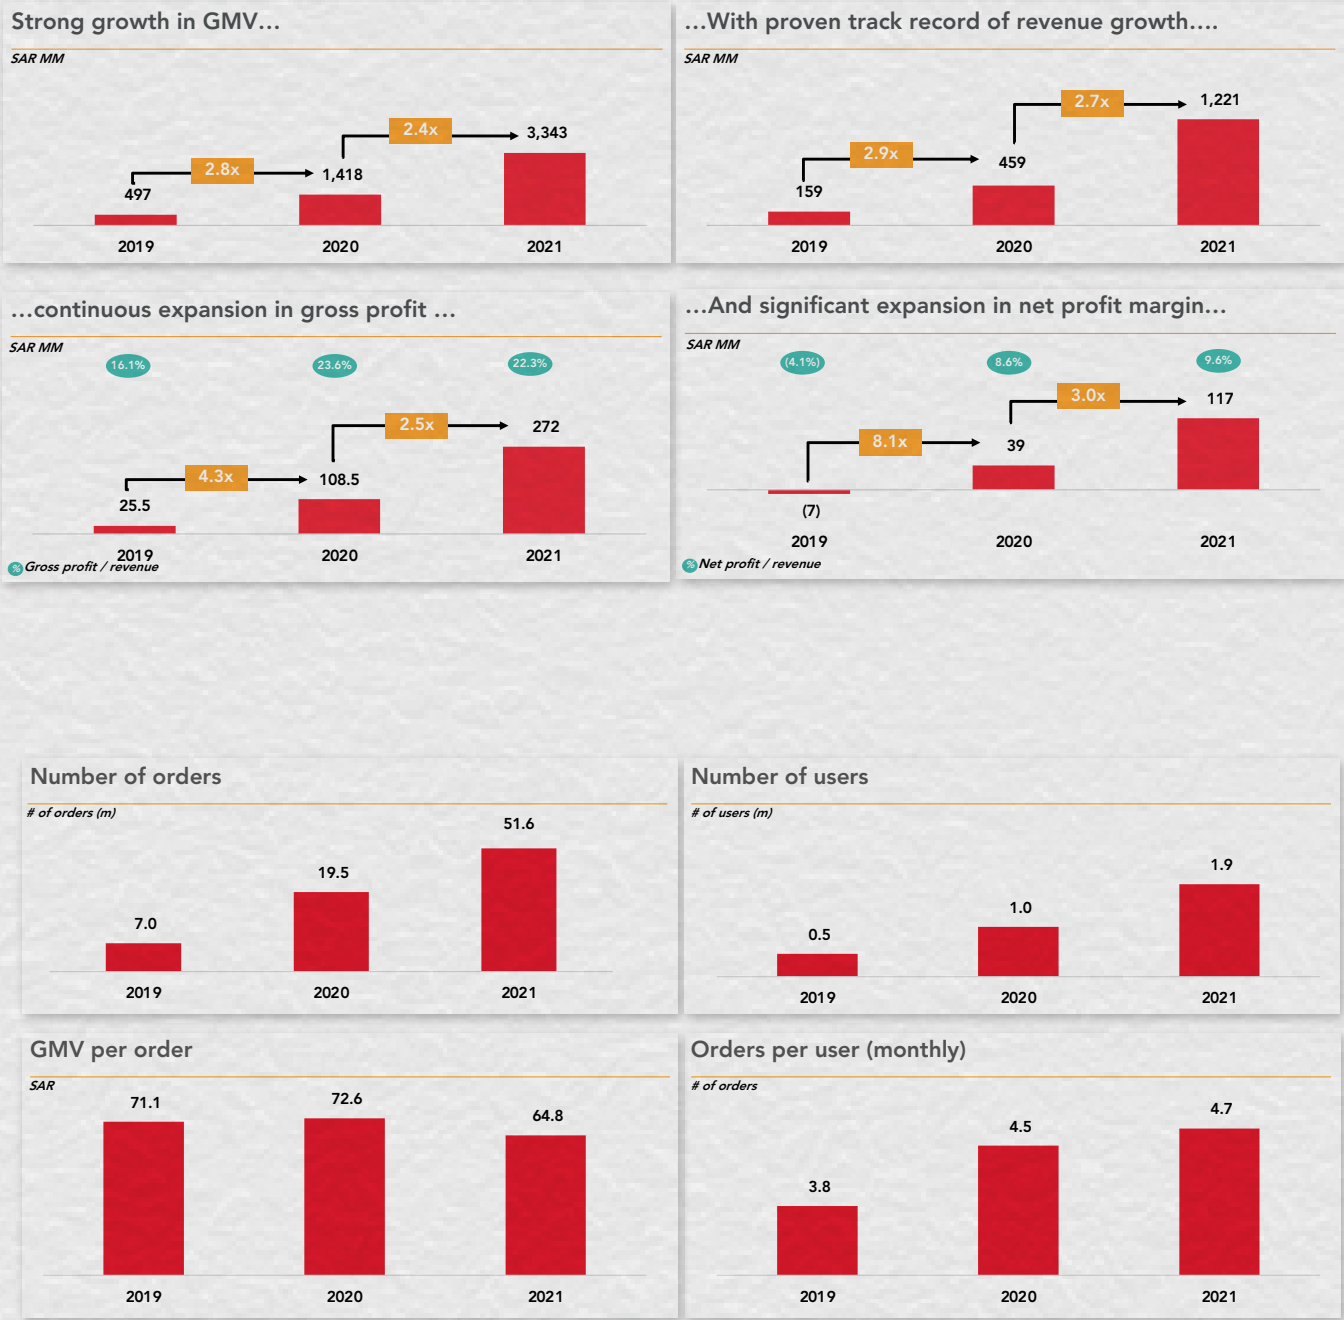 Strong growth in GMV…
SAR MM
2.4x
3,343
2.8x
1,418
497
2019 2020 2021
…With proven track record of revenue growth….
SAR MM
2.7x
1,221
2.9x
459
159
2019 2020 2021
…continuous expansion in gross profit …
SAR MM
16.1% 23.6% 22.3%
2.5x
272
4.3x
108.5
25.5
2019 2020 2021
% Gross profit / revenue
…And significant expansion in net profit margin…
SAR MM
(4.1%) 8.6% 9.6%
3.0x
117
8.1x
39
(7)
2019 2020 2021
% Net profit / revenue
Number of orders
# of orders (m)
51.6
19.5
7.0
2019 2020 2021
Number of users
# of users (m)
1.9
1.0
0.5
2019 2020 2021
GMV per order
SAR
71.1 72.6 64.8
2019 2020 2021
Orders per user (monthly)
# of orders
4.7
4.5
3.8
2019 2020 2021